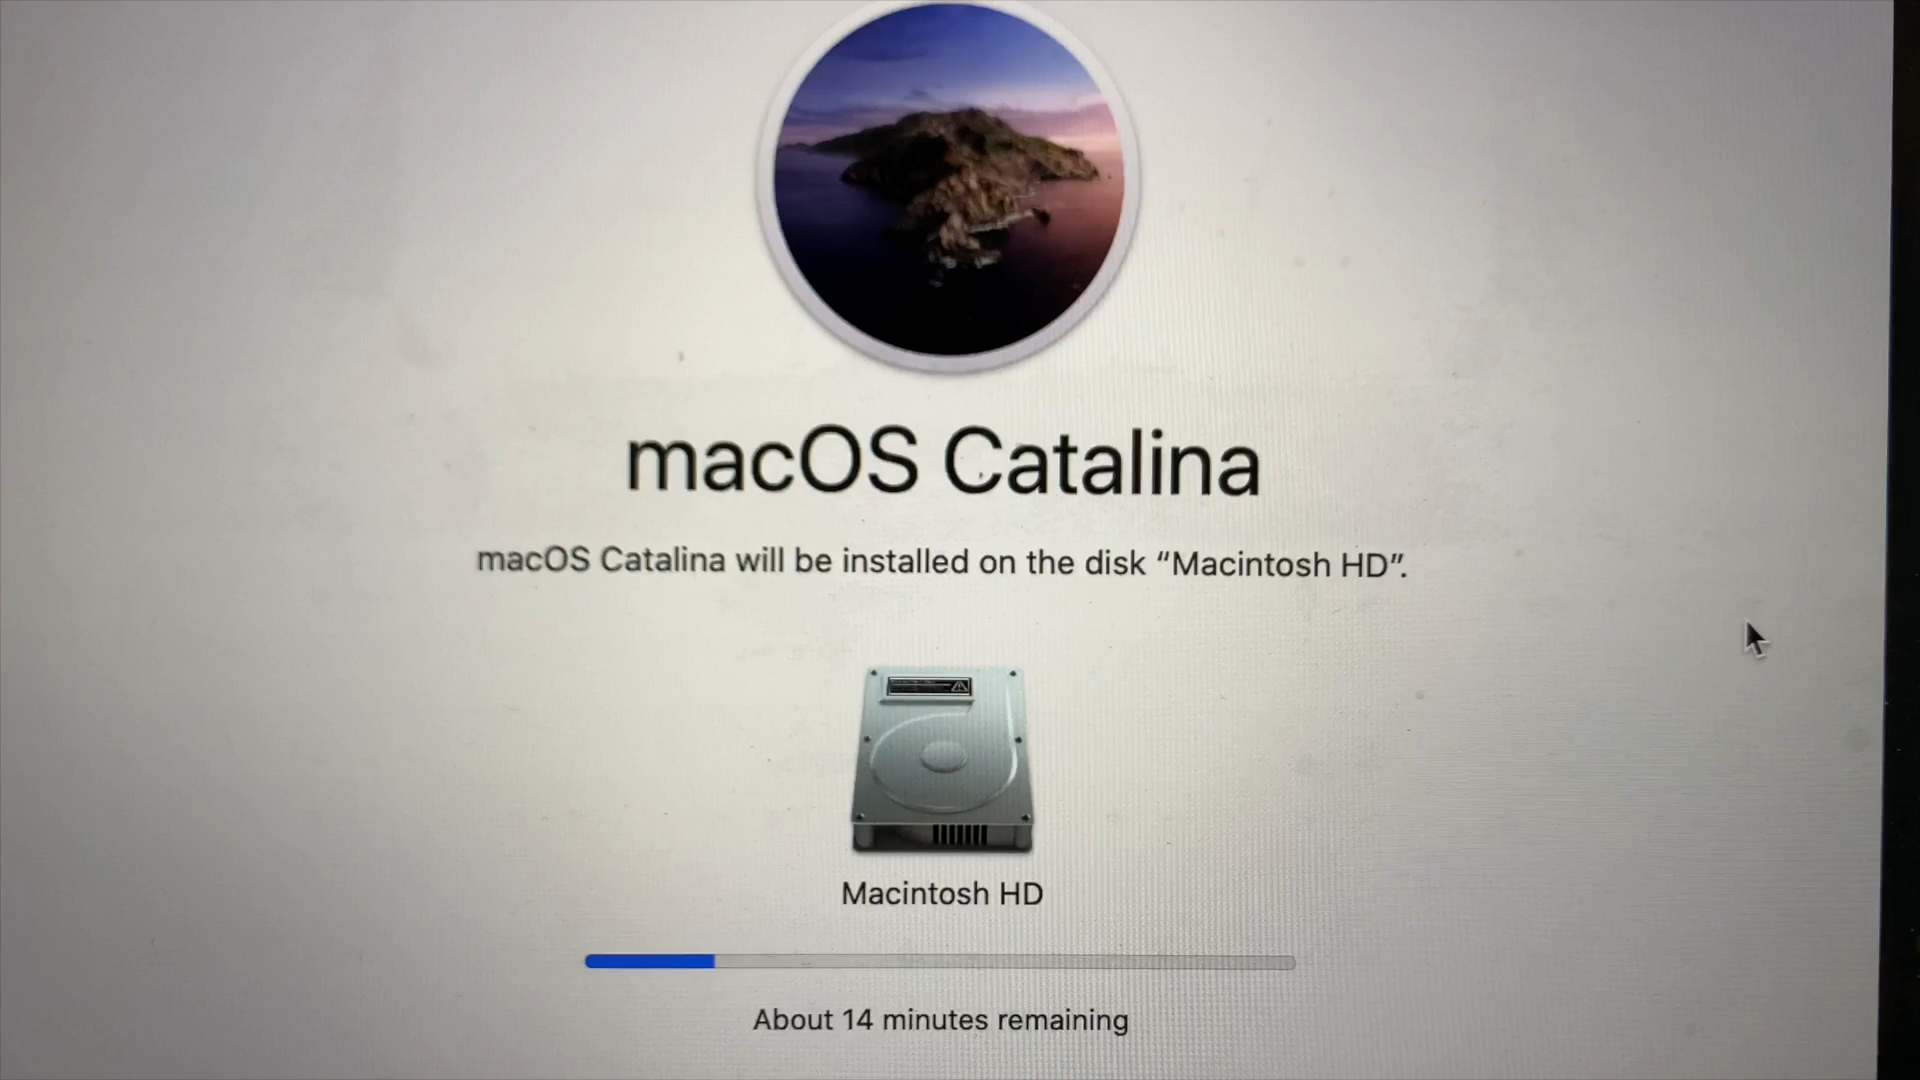 macOS Catalina
macOS Catalina will be installed on the disk “Macintosh HD”.
Macintosh HD
About 14 minutes remaining